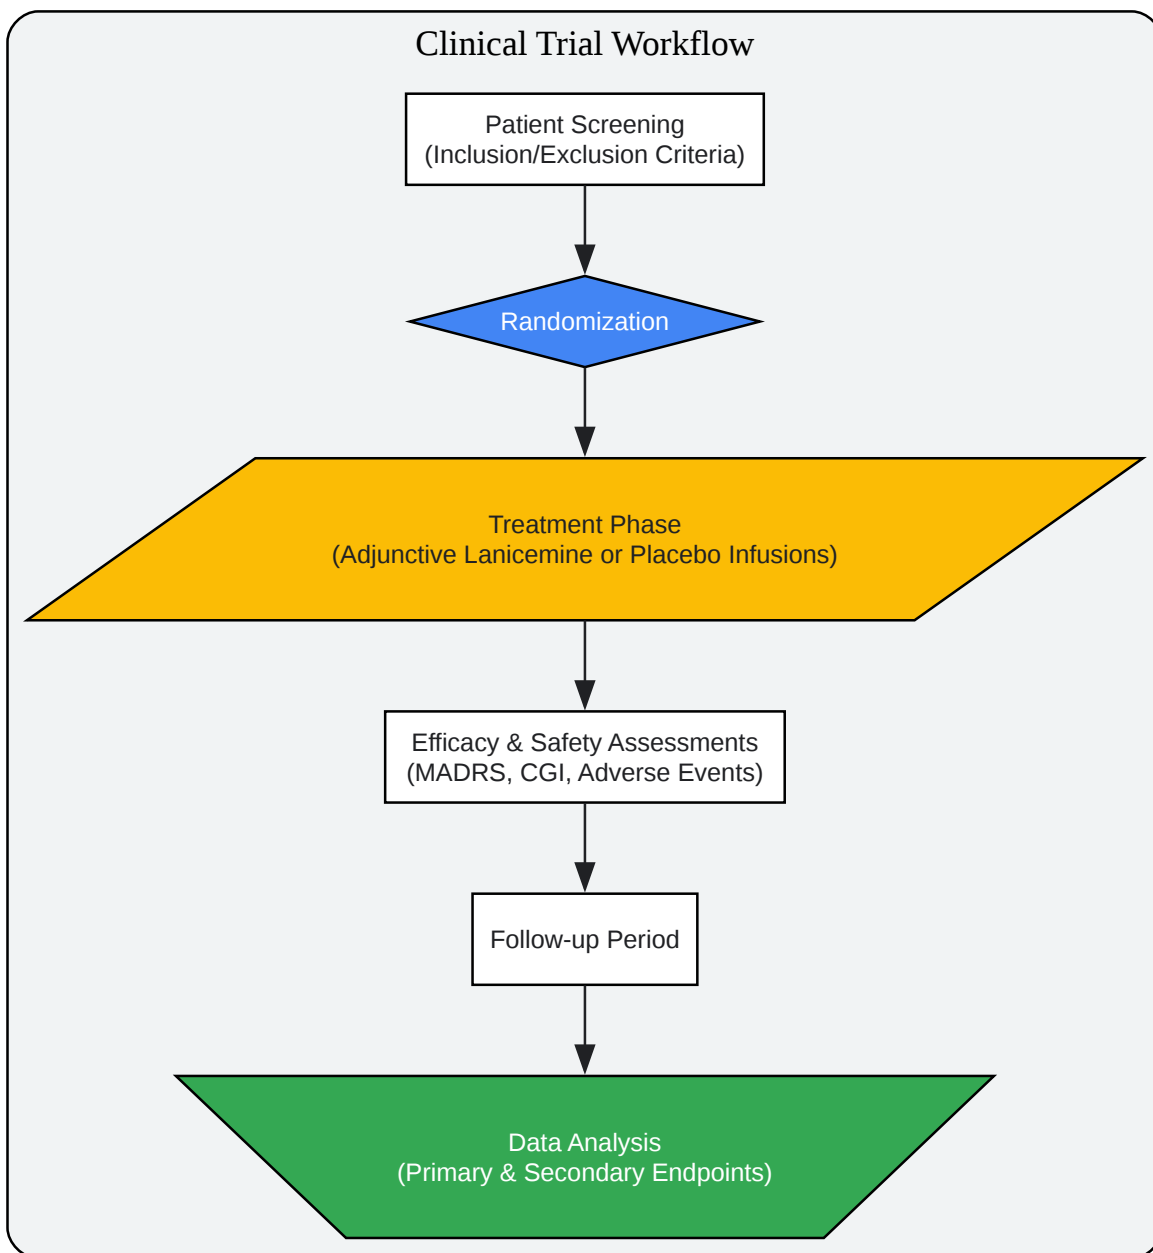 Clinical Trial Workflow
Patient Screening
(Inclusion/Exclusion Criteria)
Randomization
Treatment Phase
(Adjunctive Lanicemine or Placebo Infusions)
Efficacy & Safety Assessments
(MADRS, CGI, Adverse Events)
Follow-up Period
Data Analysis
(Primary & Secondary Endpoints)